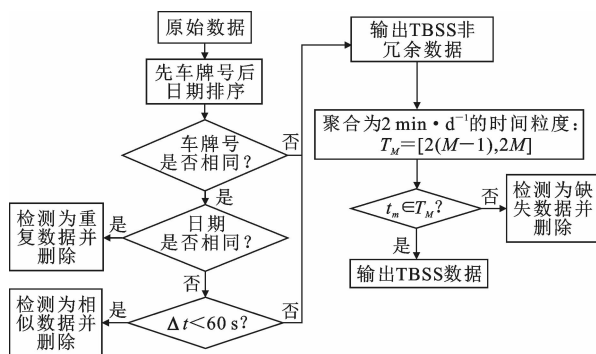 原始数据
先车牌号后
日期排序
车牌号
是否相同?
否
是
日期
是否相同?
是
检测为重
复数据并
删除
否
Δt<60 s?
是
检测为相
似数据并
删除
否
输出TBSS非
冗余数据
聚合为2 min·d⁻¹的时间粒度:
T_M=[2(M−1),2M]
t_m∈T_M?
否
检测为缺
失数据并
删除
是
输出TBSS数据